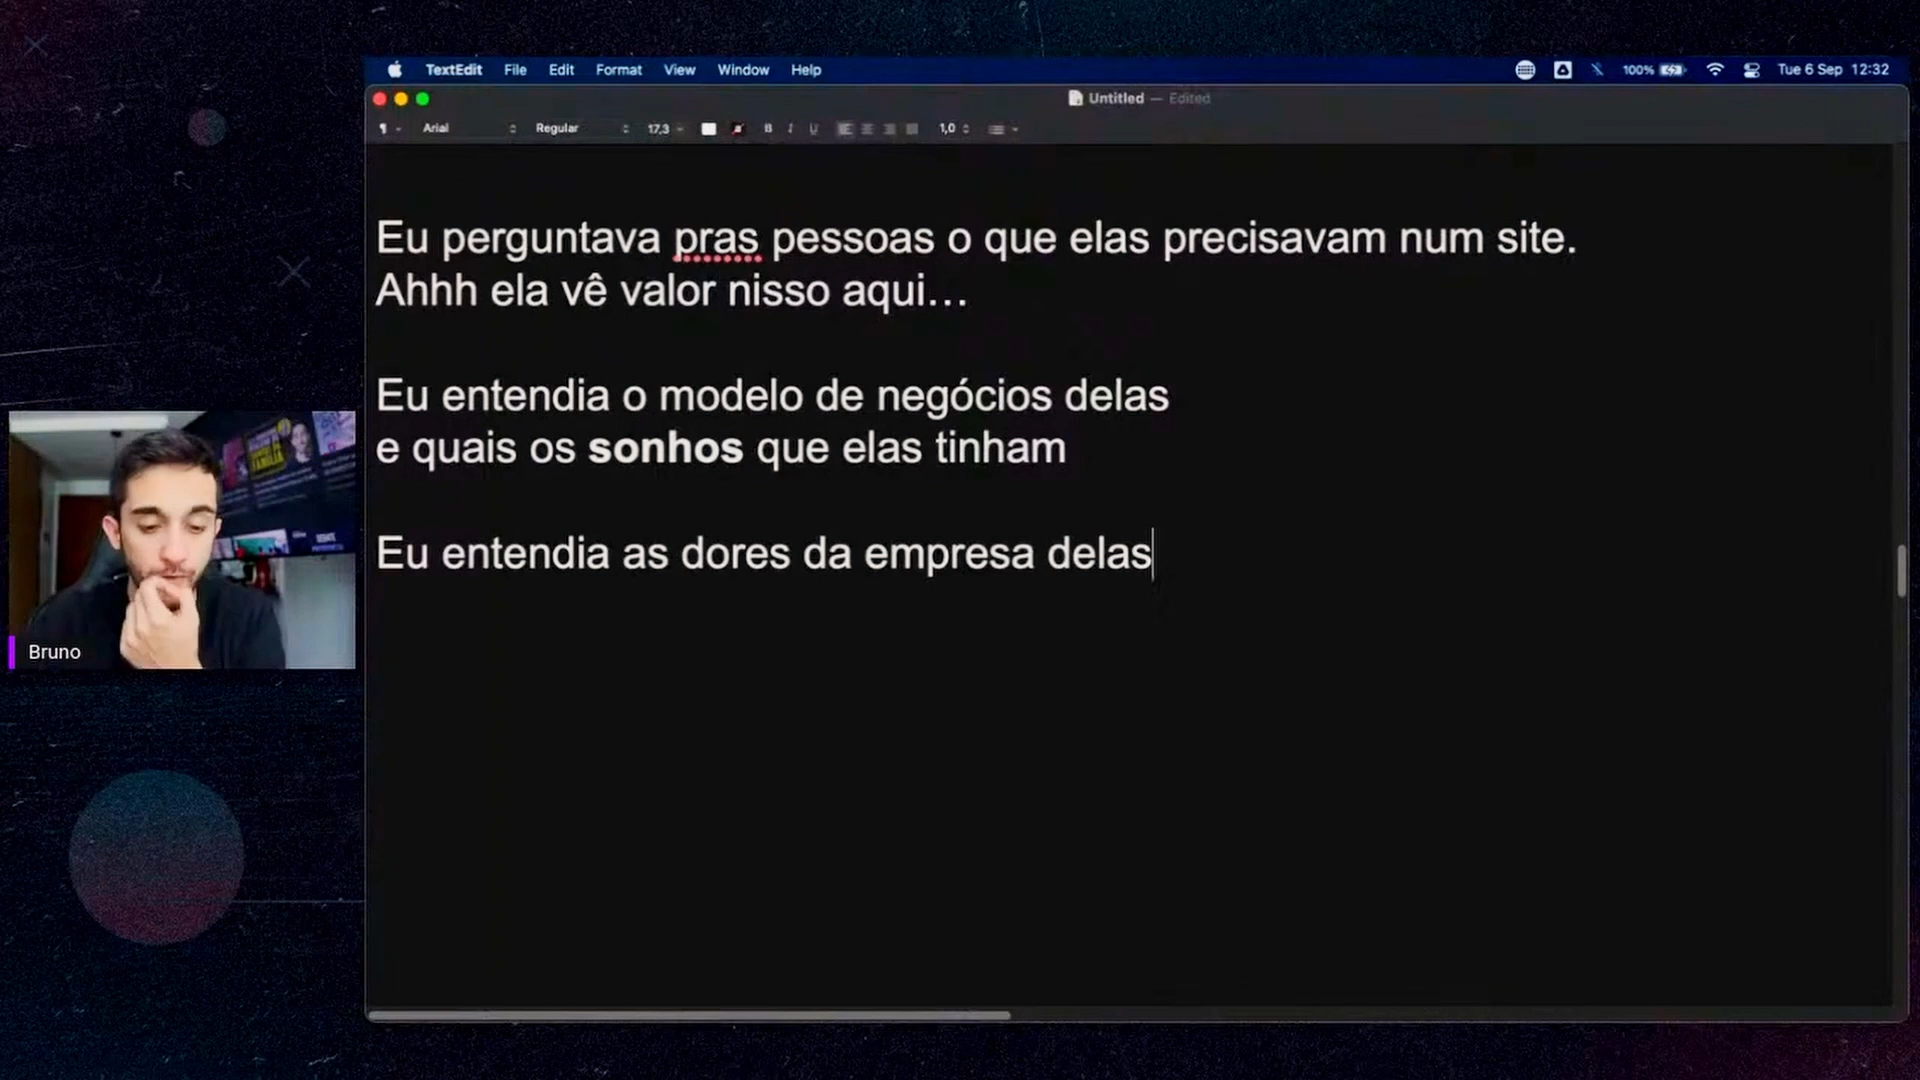 TextEdit File Edit Format View Window Help 100% Tue 6 Sep 12:32
Untitled — Edited
Arial Regular 17,3 B I U 1,0
Eu perguntava pras pessoas o que elas precisavam num site.
Ahhh ela vê valor nisso aqui...
Eu entendia o modelo de negócios delas
e quais os sonhos que elas tinham
Eu entendia as dores da empresa delas
FAMÍLIA
Bruno